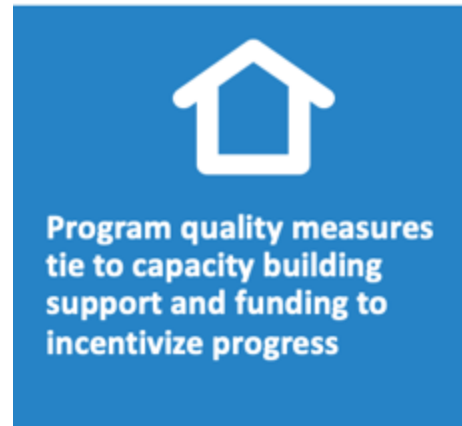 Program quality measures
tie to capacity building
support and funding to
incentivize progress